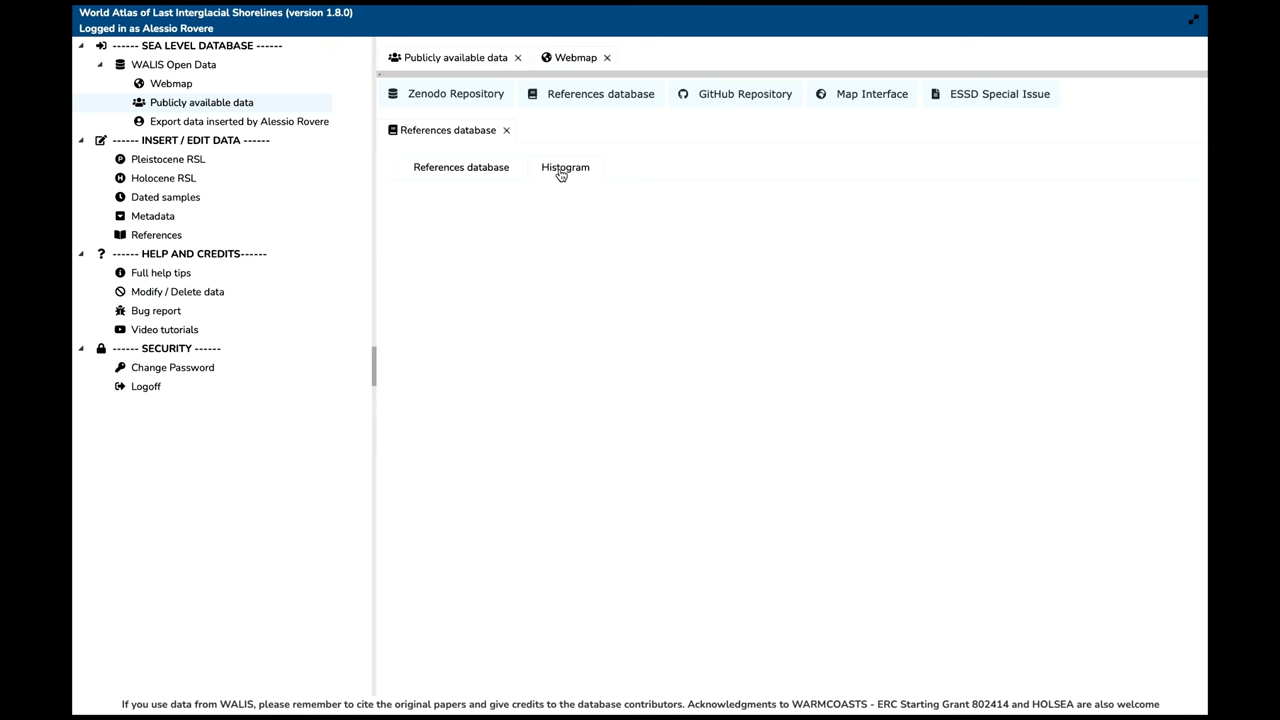 World Atlas of Last Interglacial Shorelines (version 1.8.0)
Logged in as Alessio Rovere
------ SEA LEVEL DATABASE ------
WALIS Open Data
Webmap
Publicly available data
Export data inserted by Alessio Rovere
------ INSERT / EDIT DATA ------
Pleistocene RSL
Holocene RSL
Dated samples
Metadata
References
------ HELP AND CREDITS------
Full help tips
Modify / Delete data
Bug report
Video tutorials
------ SECURITY ------
Change Password
Logoff
Publicly available data Webmap
Zenodo Repository References database GitHub Repository Map Interface ESSD Special Issue
References database
References database Histogram
If you use data from WALIS, please remember to cite the original papers and give credits to the database contributors. Acknowledgments to WARMCOASTS - ERC Starting Grant 802414 and HOLSEA are also welcome